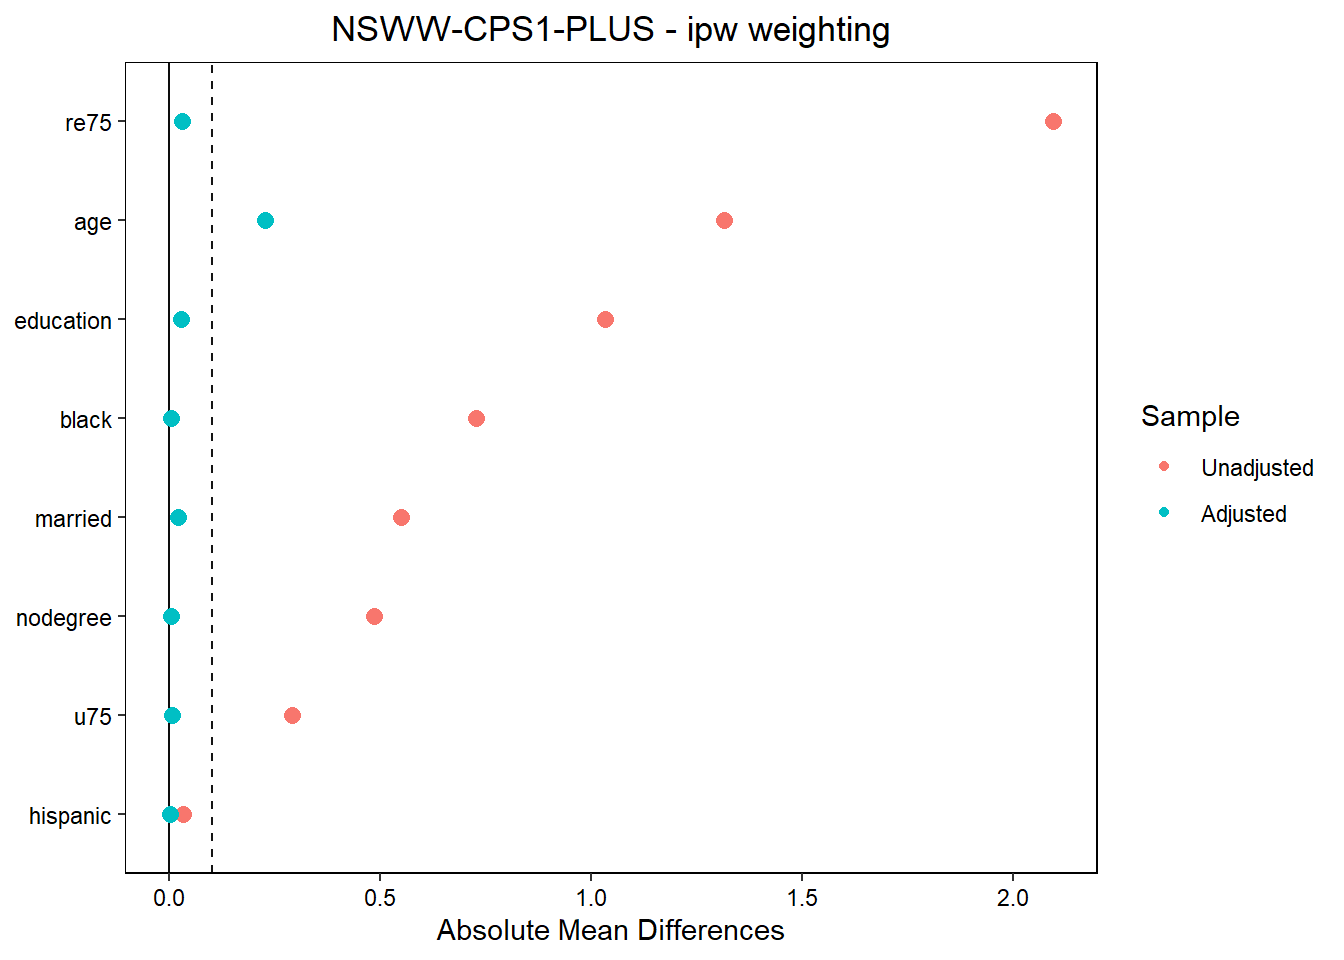 NSWW-CPS1-PLUS - ipw weighting
re75
age
education
black
married
nodegree
u75
hispanic
0.0 0.5 1.0 1.5 2.0
Absolute Mean Differences
Sample
Unadjusted
Adjusted